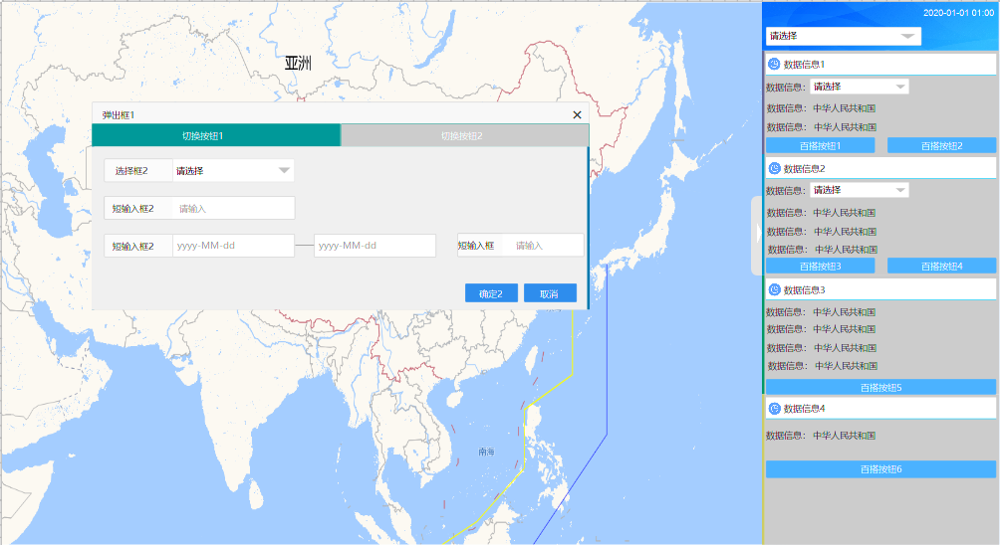 亚洲
弹出框1
切换按钮1 切换按钮2
选择框2 请选择
短输入框2 请输入
短输入框2 yyyy-MM-dd yyyy-MM-dd 短输入框 请输入
确定2 取消
南海
2020-01-01 01:00
请选择
数据信息1
数据信息: 请选择
数据信息: 中华人民共和国
数据信息: 中华人民共和国
百搭按钮1 百搭按钮2
数据信息2
数据信息: 请选择
数据信息: 中华人民共和国
数据信息: 中华人民共和国
数据信息: 中华人民共和国
百搭按钮3 百搭按钮4
数据信息3
数据信息: 中华人民共和国
数据信息: 中华人民共和国
数据信息: 中华人民共和国
数据信息: 中华人民共和国
百搭按钮5
数据信息4
数据信息: 中华人民共和国
百搭按钮6